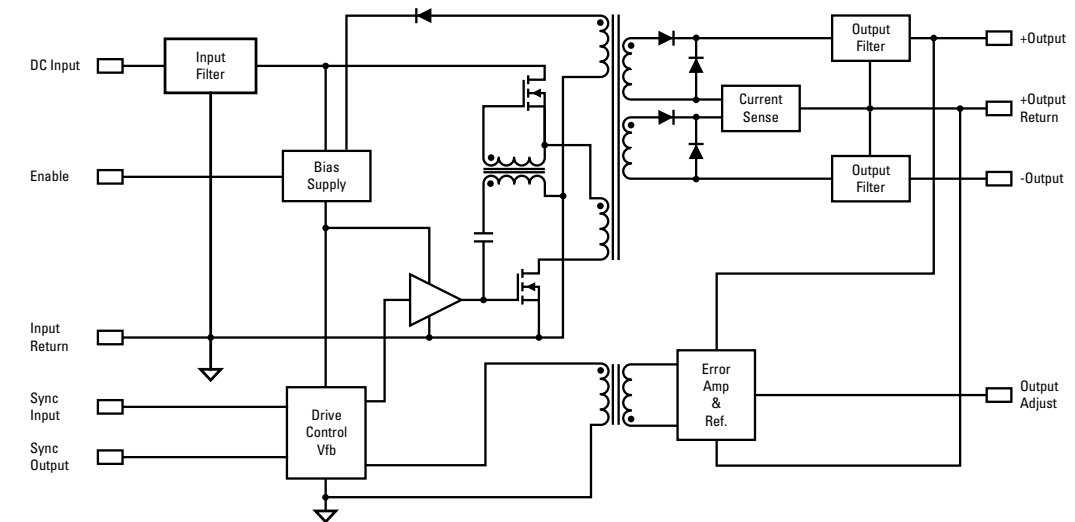 DC Input
Input
Filter
Enable
Bias
Supply
Input
Return
Sync
Input
Sync
Output
Drive
Control
Vfb
Output
Filter
+Output
Current
Sense
+Output
Return
Output
Filter
-Output
Error
Amp
&
Ref.
Output
Adjust